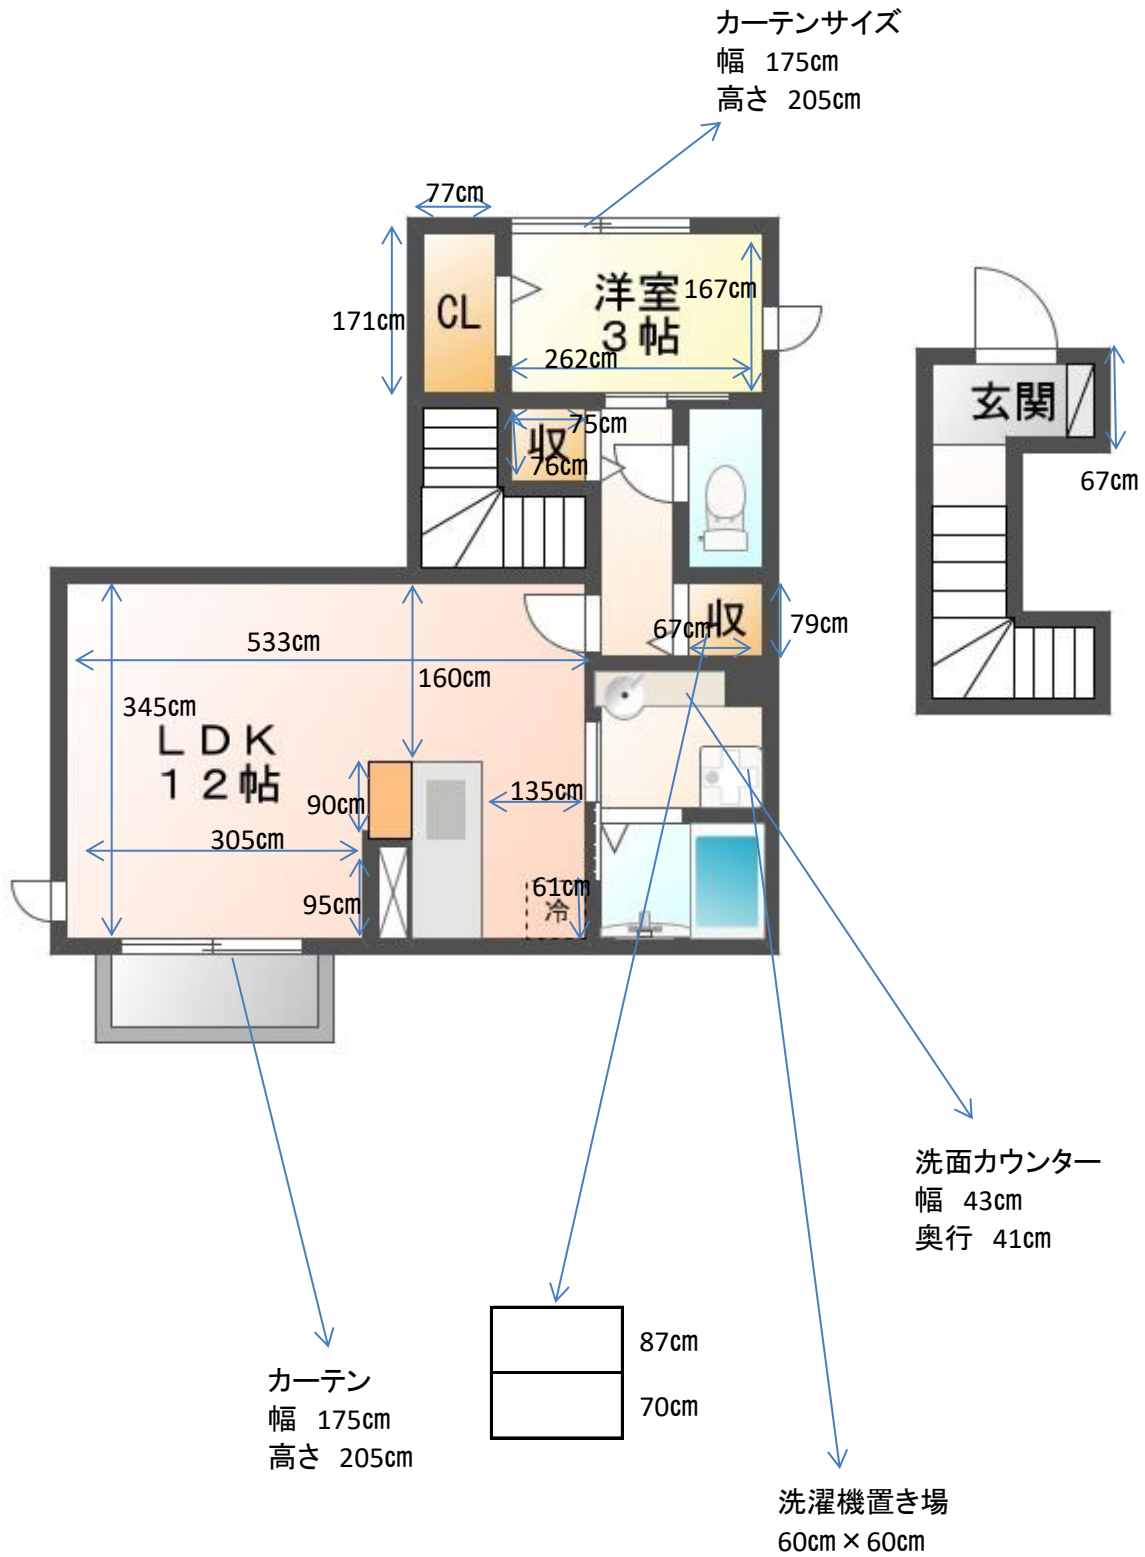 カーテンサイズ
幅 175㎝
高さ 205㎝
77㎝
171㎝
CL
洋室
3帖
167㎝
262㎝
収
75㎝
76㎝
玄関
67㎝
収
67㎝
79㎝
533㎝
160㎝
345㎝
LDK
12帖
90㎝
135㎝
305㎝
95㎝
61㎝
冷
洗面カウンター
幅 43㎝
奥行 41㎝
87㎝
70㎝
カーテン
幅 175㎝
高さ 205㎝
洗濯機置き場
60㎝×60㎝